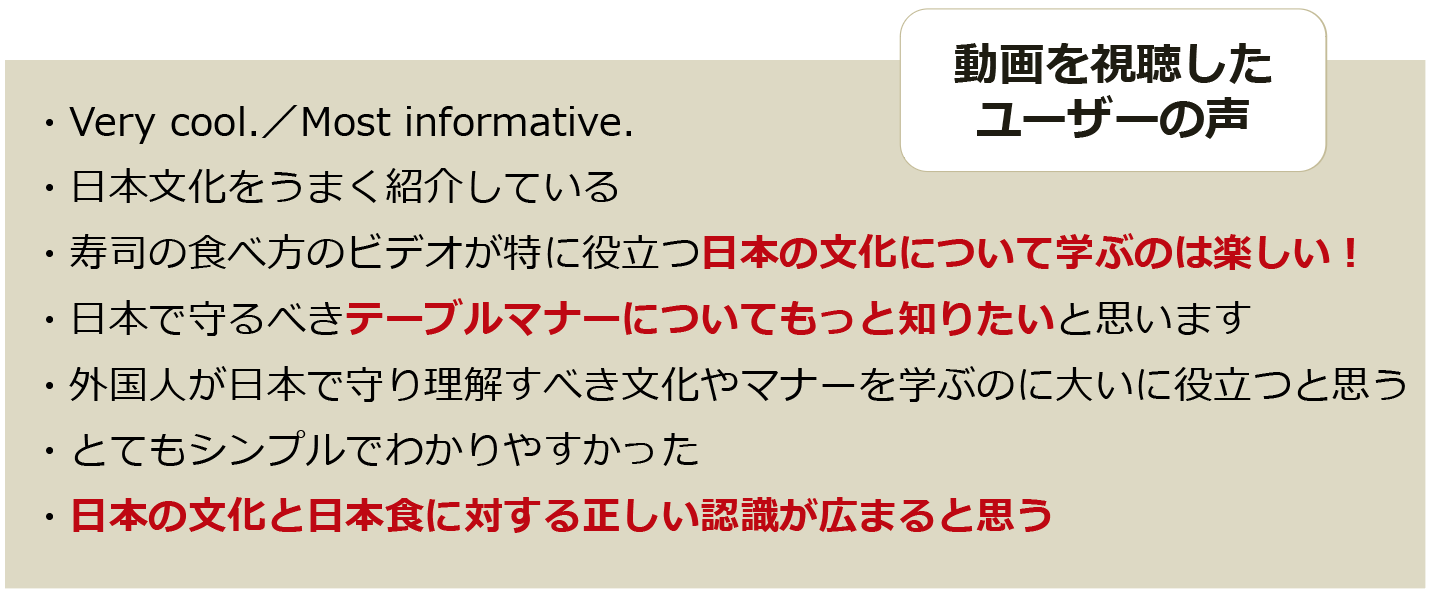 動画を視聴した
ユーザーの声
・Very cool.／Most informative.
・日本文化をうまく紹介している
・寿司の食べ方のビデオが特に役立つ日本の文化について学ぶのは楽しい！
・日本で守るべきテーブルマナーについてもっと知りたいと思います
・外国人が日本で守り理解すべき文化やマナーを学ぶのに大いに役立つと思う
・とてもシンプルでわかりやすかった
・日本の文化と日本食に対する正しい認識が広まると思う